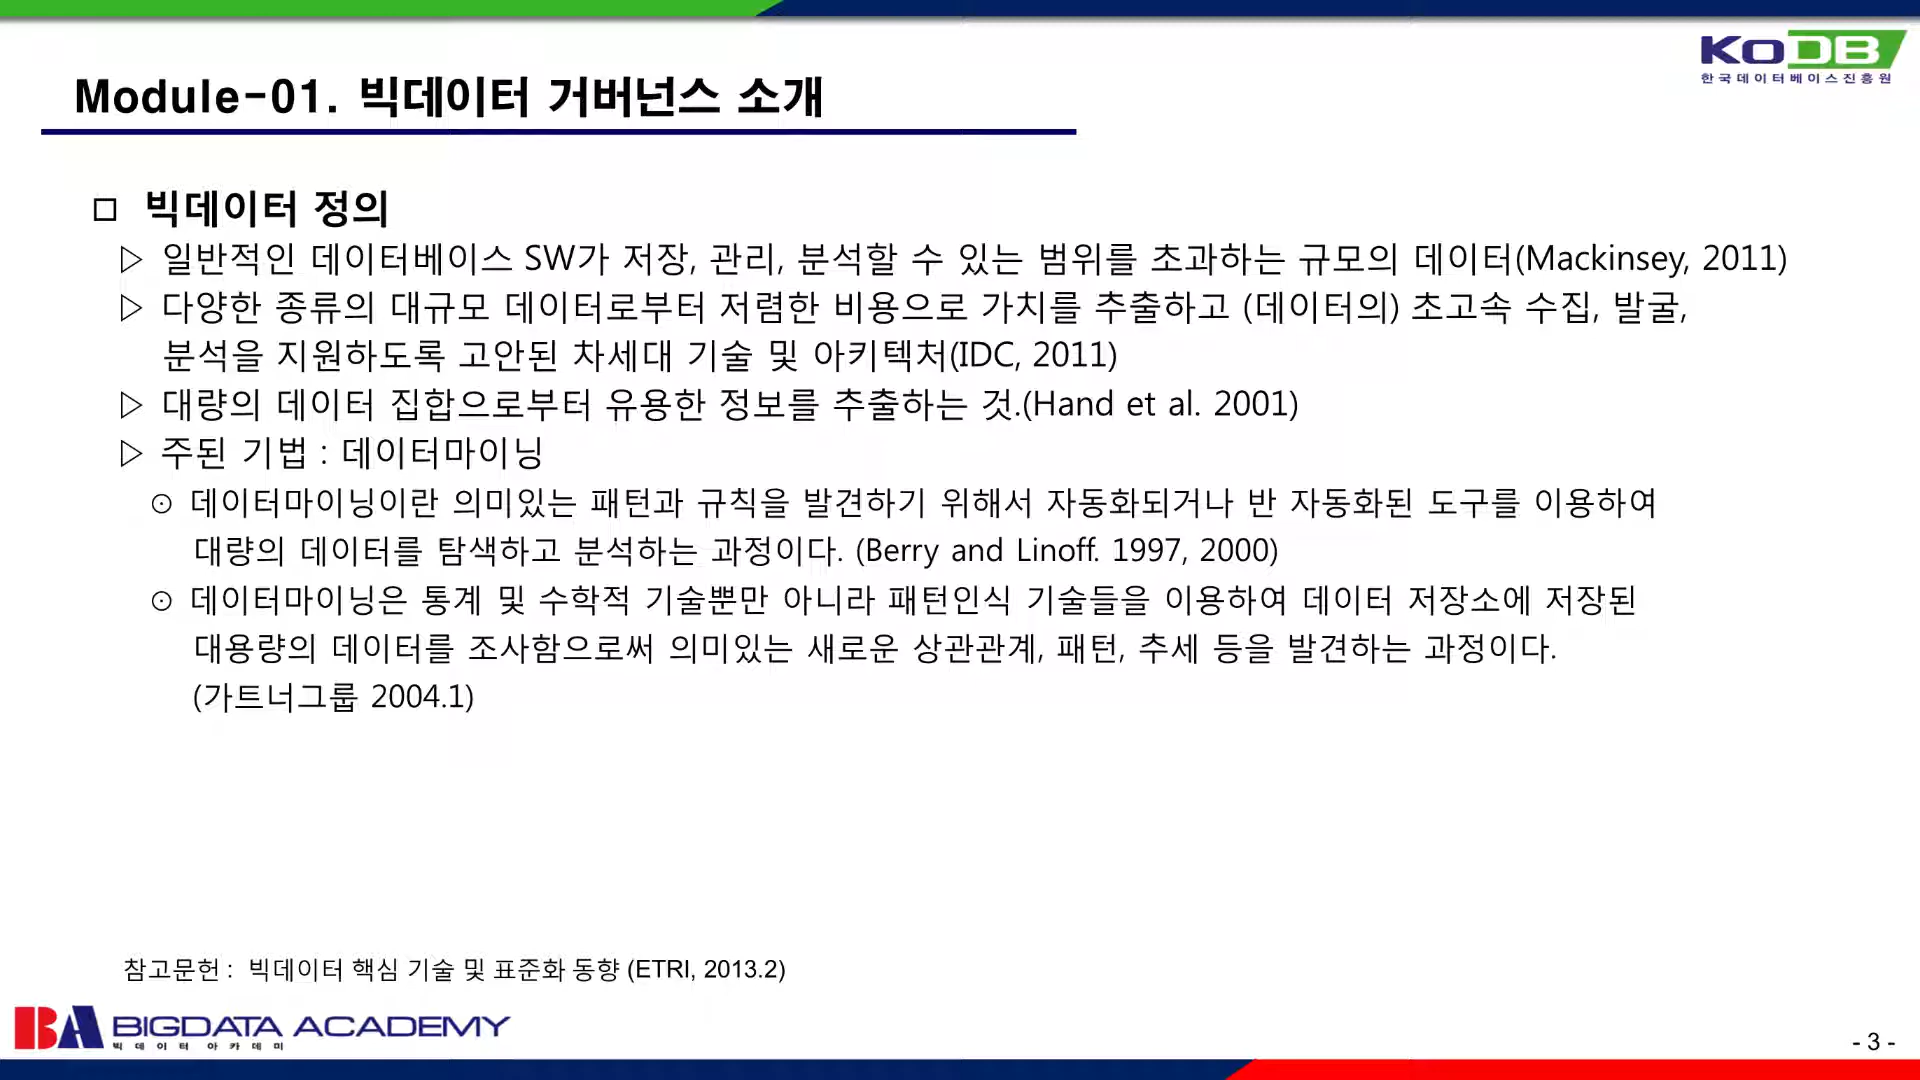 KoDB
한국데이터베이스진흥원
Module-01. 빅데이터 거버넌스 소개
□ 빅데이터 정의
▷ 일반적인 데이터베이스 SW가 저장, 관리, 분석할 수 있는 범위를 초과하는 규모의 데이터(Mackinsey, 2011)
▷ 다양한 종류의 대규모 데이터로부터 저렴한 비용으로 가치를 추출하고 (데이터의) 초고속 수집, 발굴,
분석을 지원하도록 고안된 차세대 기술 및 아키텍처(IDC, 2011)
▷ 대량의 데이터 집합으로부터 유용한 정보를 추출하는 것.(Hand et al. 2001)
▷ 주된 기법 : 데이터마이닝
⊙ 데이터마이닝이란 의미있는 패턴과 규칙을 발견하기 위해서 자동화되거나 반 자동화된 도구를 이용하여
대량의 데이터를 탐색하고 분석하는 과정이다. (Berry and Linoff. 1997, 2000)
⊙ 데이터마이닝은 통계 및 수학적 기술뿐만 아니라 패턴인식 기술들을 이용하여 데이터 저장소에 저장된
대용량의 데이터를 조사함으로써 의미있는 새로운 상관관계, 패턴, 추세 등을 발견하는 과정이다.
(가트너그룹 2004.1)
참고문헌 : 빅데이터 핵심 기술 및 표준화 동향 (ETRI, 2013.2)
BA BIGDATA ACADEMY
빅데이터 아카데미
- 3 -